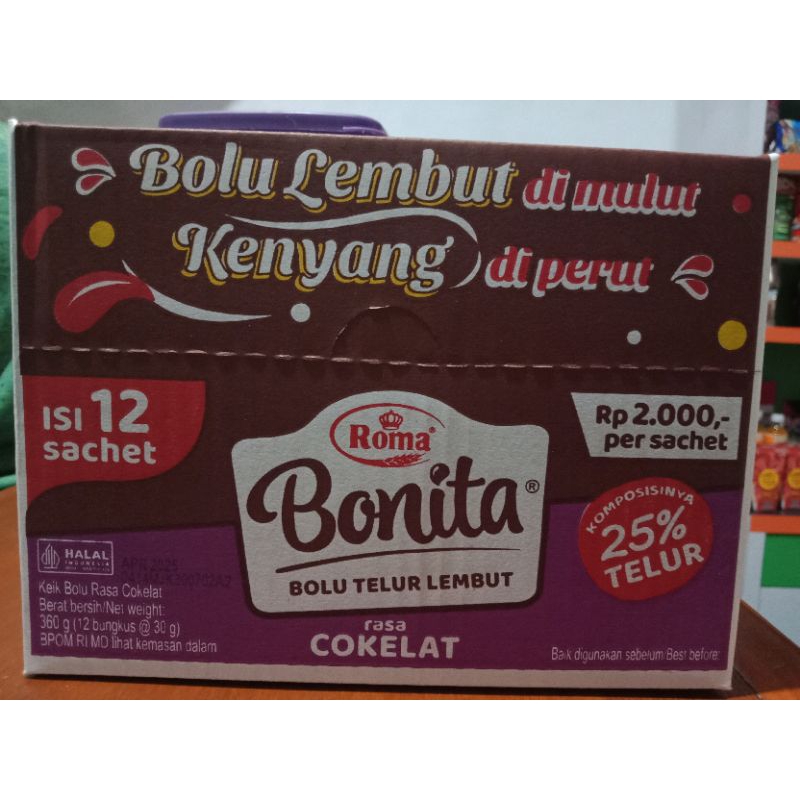 Bolu Lembut di mulut
Kenyang di perut
ISI 12
sachet
Rp 2.000,-
per sachet
Roma
Bonita®
BOLU TELUR LEMBUT
rasa
COKELAT
KOMPOSISINYA
25%
TELUR
HALAL
INDONESIA
Keik Bolu Rasa Cokelat
Berat bersih/Net weight:
360 g (12 bungkus @ 30 g)
BPOM RI MD lihat kemasan dalam
Baik digunakan sebelum/Best before: